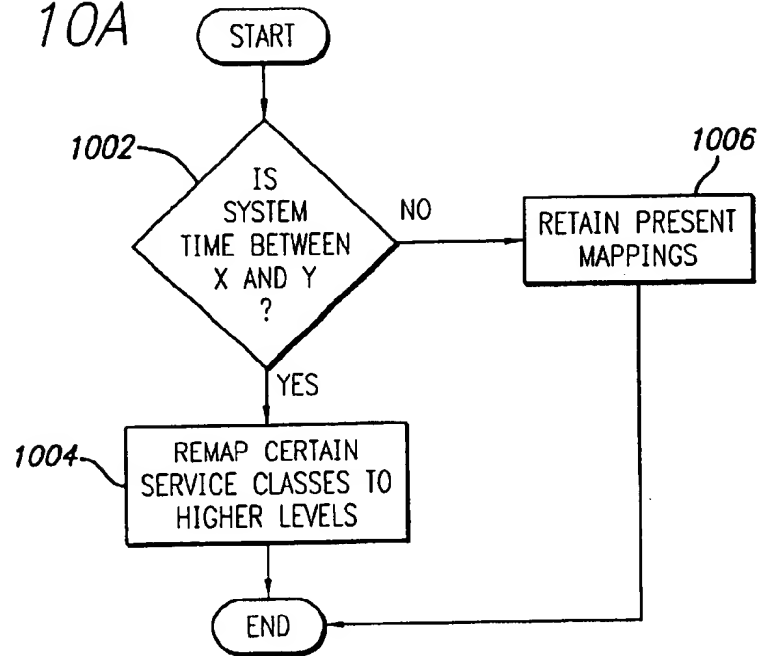 10A
START
1002
IS
SYSTEM
TIME BETWEEN
X AND Y
?
NO
1006
RETAIN PRESENT
MAPPINGS
YES
1004
REMAP CERTAIN
SERVICE CLASSES TO
HIGHER LEVELS
END